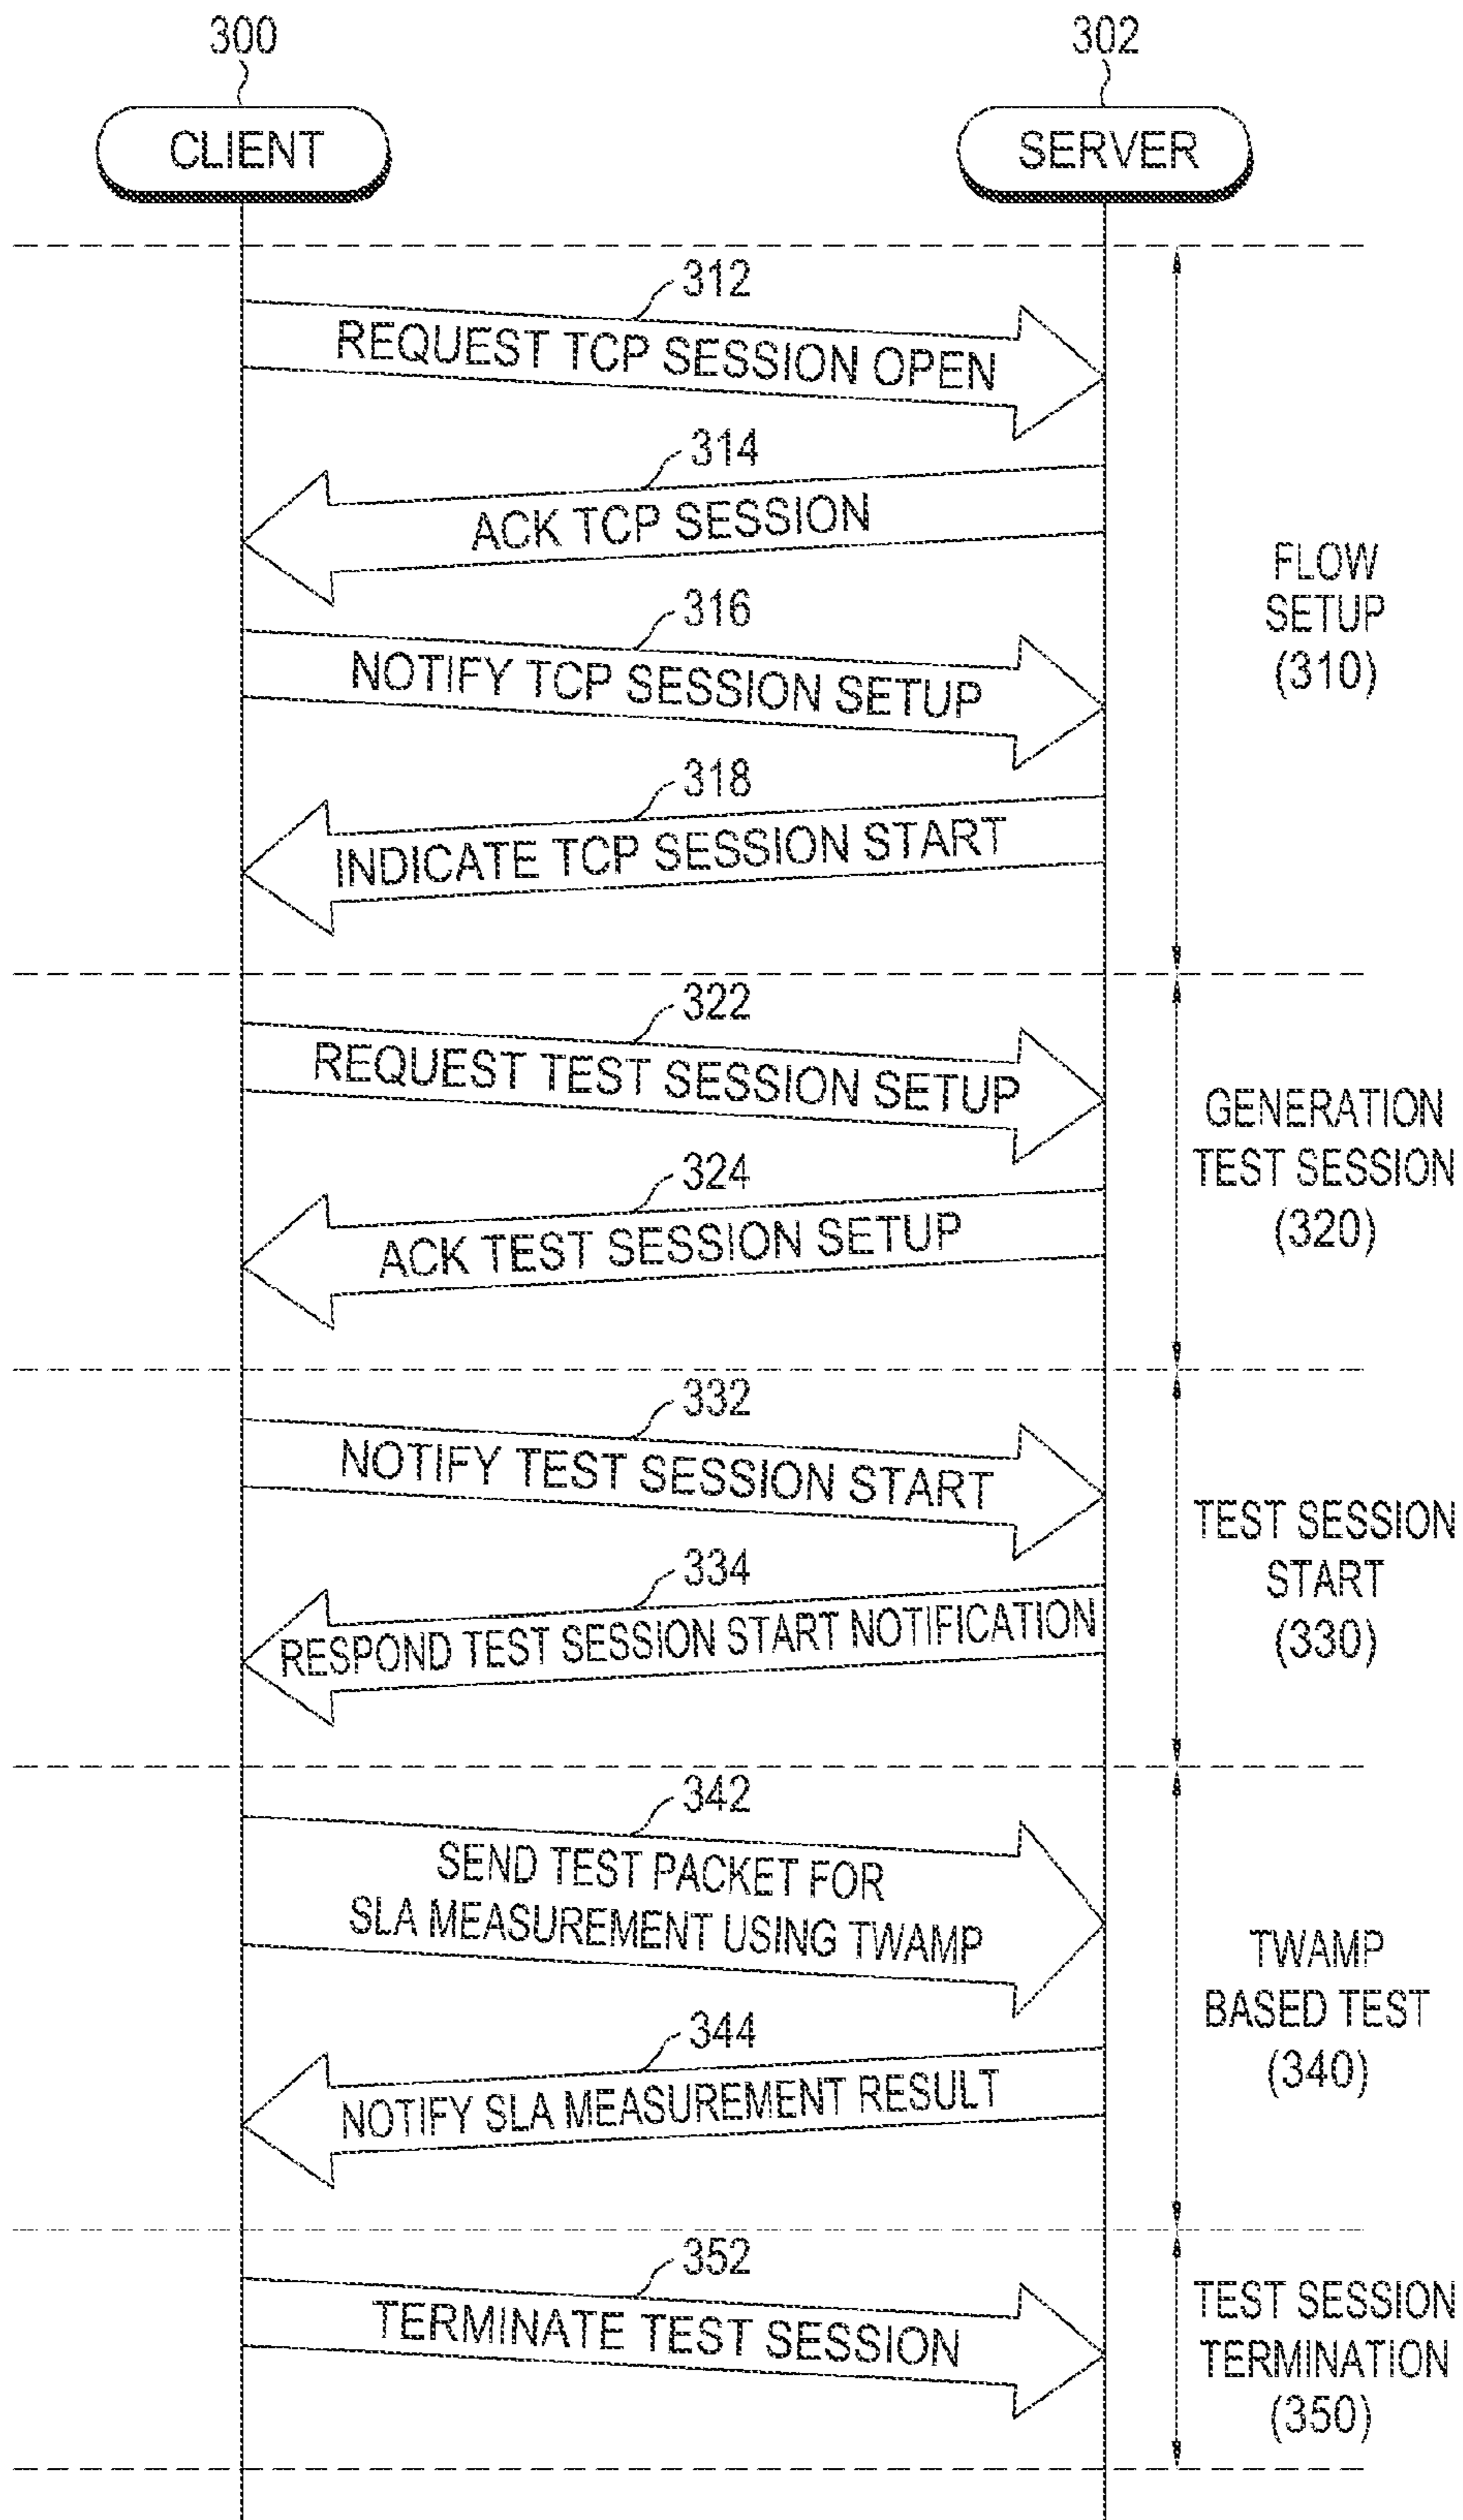 300
302
CLIENT
SERVER
312
REQUEST TCP SESSION OPEN
314
ACK TCP SESSION
316
NOTIFY TCP SESSION SETUP
318
INDICATE TCP SESSION START
FLOW
SETUP
(310)
322
REQUEST TEST SESSION SETUP
324
ACK TEST SESSION SETUP
GENERATION
TEST SESSION
(320)
332
NOTIFY TEST SESSION START
334
RESPOND TEST SESSION START NOTIFICATION
TEST SESSION
START
(330)
342
SEND TEST PACKET FOR
SLA MEASUREMENT USING TWAMP
344
NOTIFY SLA MEASUREMENT RESULT
TWAMP
BASED TEST
(340)
352
TERMINATE TEST SESSION
TEST SESSION
TERMINATION
(350)